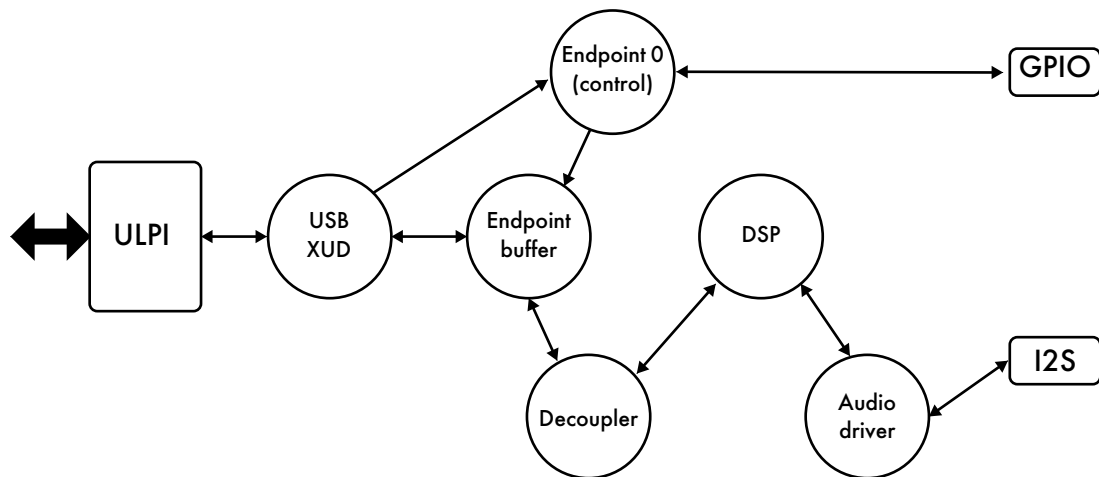 Endpoint 0
(control)
GPIO
ULPI
USB
XUD
Endpoint
buffer
DSP
Decoupler
Audio
driver
I2S